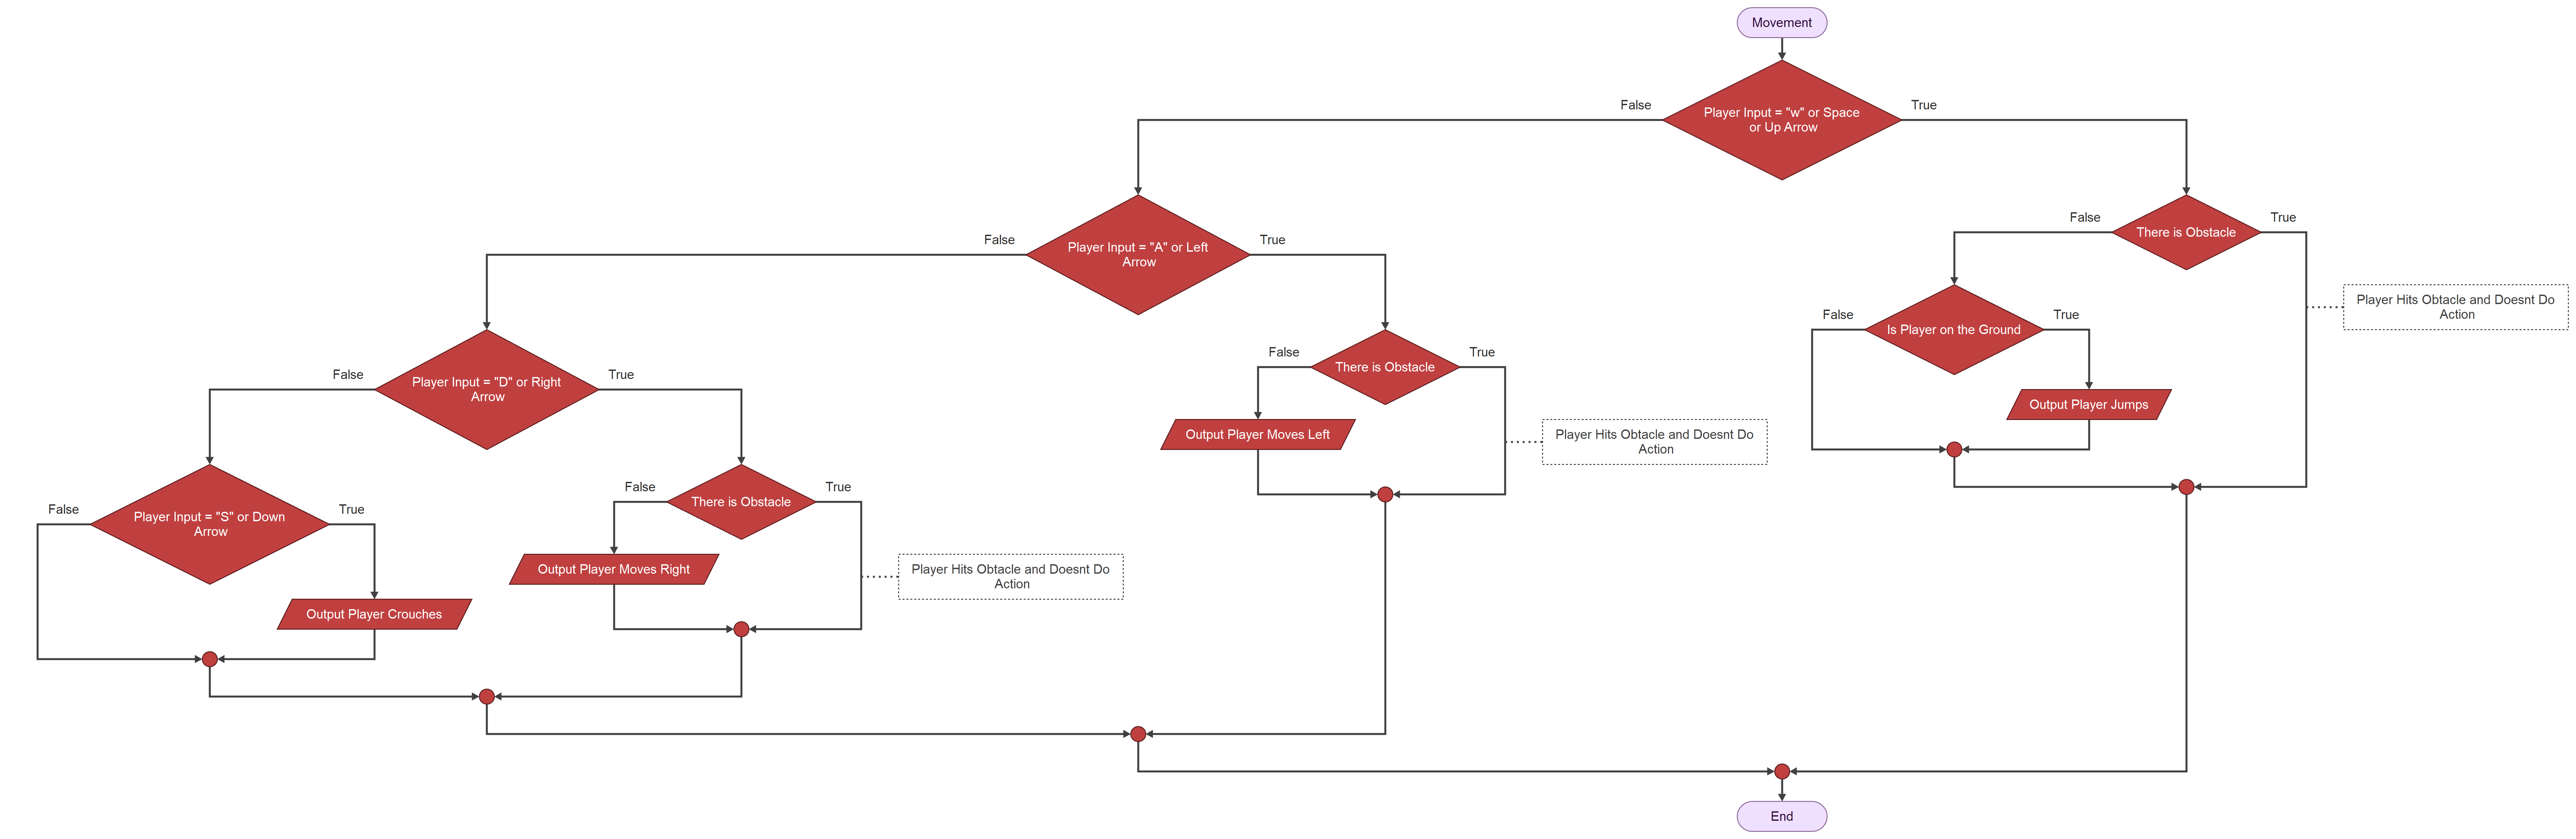 Movement
False
True
Player Input = "w" or Space
or Up Arrow
False
True
There is Obstacle
False
True
Player Input = "A" or Left
Arrow
Player Hits Obtacle and Doesnt Do
Action
False
True
Is Player on the Ground
False
True
There is Obstacle
False
True
Player Input = "D" or Right
Arrow
Output Player Jumps
Output Player Moves Left
Player Hits Obtacle and Doesnt Do
Action
False
True
There is Obstacle
False
True
Player Input = "S" or Down
Arrow
Output Player Moves Right
Player Hits Obtacle and Doesnt Do
Action
Output Player Crouches
End